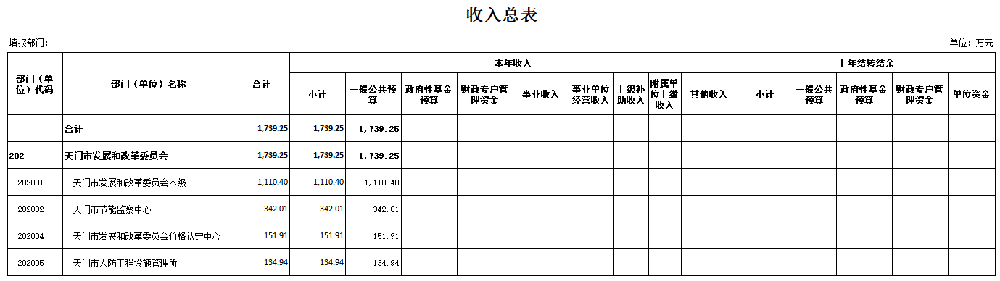 收入总表
填报部门: 单位: 万元
部门（单位）代码 部门（单位）名称 合计 本年收入 上年结转结余
小计 一般公共预算 政府性基金预算 财政专户管理资金 事业收入 事业单位经营收入 上级补助收入 附属单位上缴收入 其他收入 小计 一般公共预算 政府性基金预算 财政专户管理资金 单位资金
合计 1,739.25 1,739.25 1,739.25
202 天门市发展和改革委员会 1,739.25 1,739.25 1,739.25
202001 天门市发展和改革委员会本级 1,110.40 1,110.40 1,110.40
202002 天门市节能监察中心 342.01 342.01 342.01
202004 天门市发展和改革委员会价格认定中心 151.91 151.91 151.91
202005 天门市人防工程设施管理所 134.94 134.94 134.94